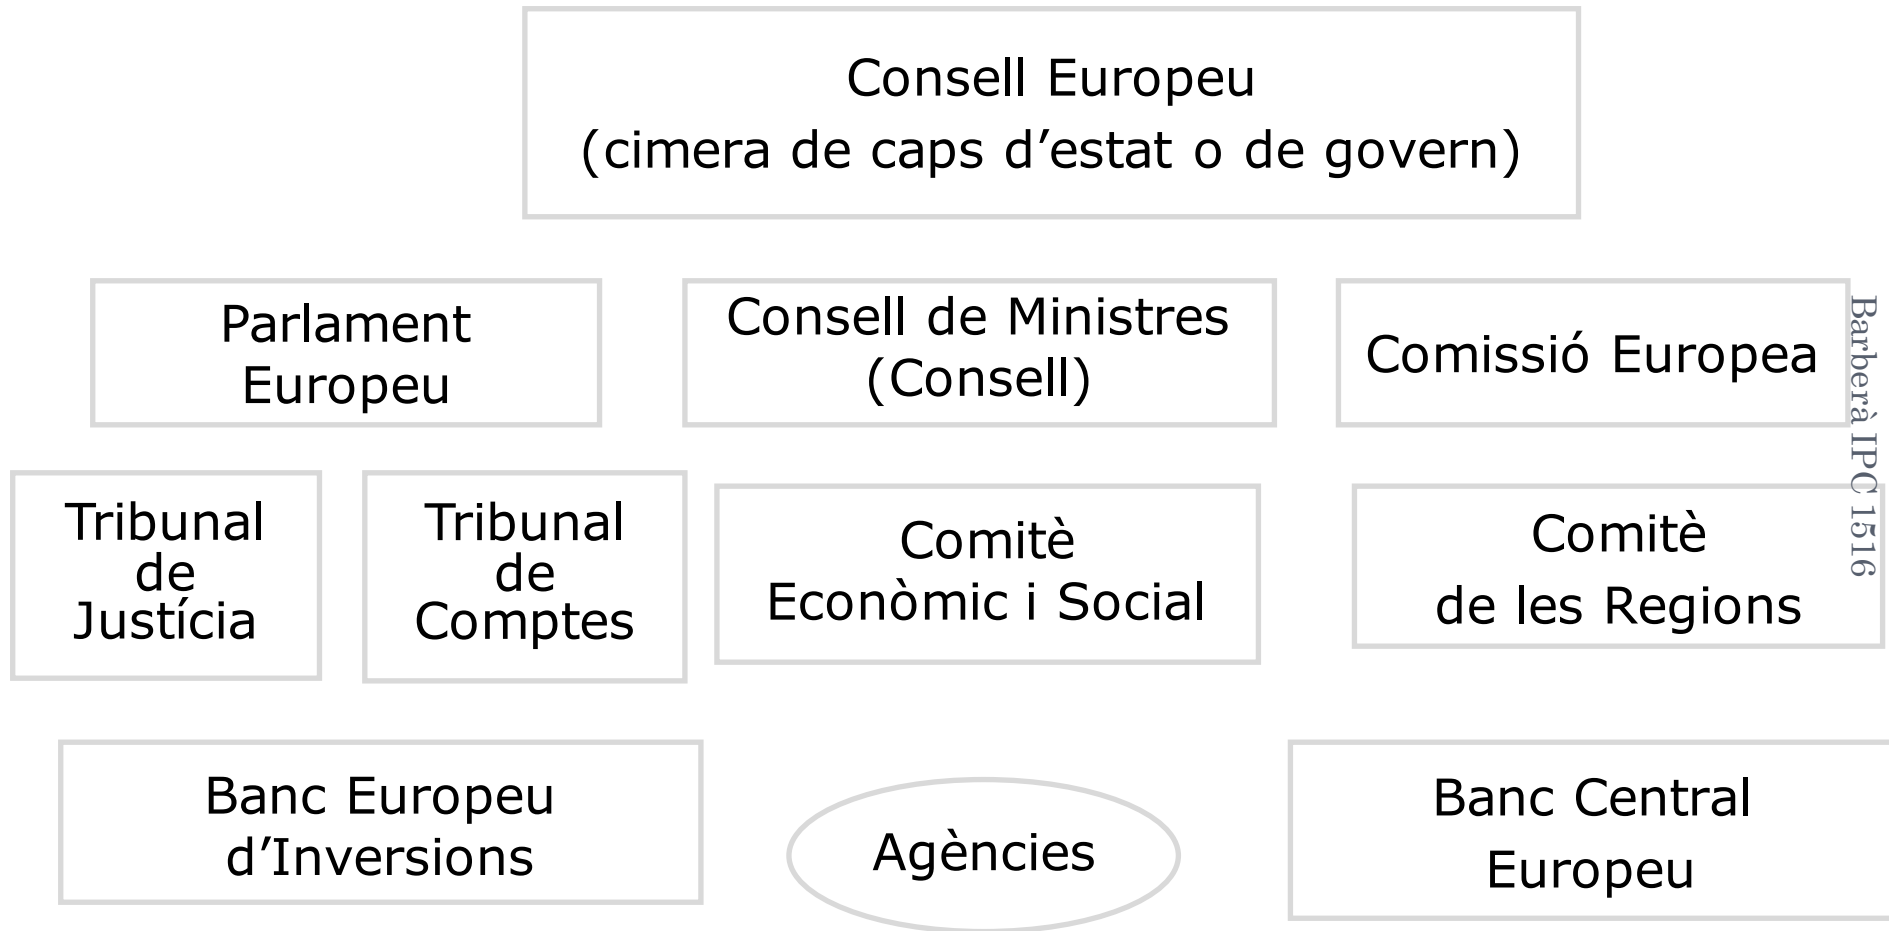 Consell Europeu
(cimera de caps d’estat o de govern)
Parlament
Europeu
Consell de Ministres
(Consell)
Comissió Europea
Tribunal
de
Justícia
Tribunal
de
Comptes
Comitè
Econòmic i Social
Comitè
de les Regions
Banc Europeu
d’Inversions
Agències
Banc Central
Europeu
Barberà IPC 1516